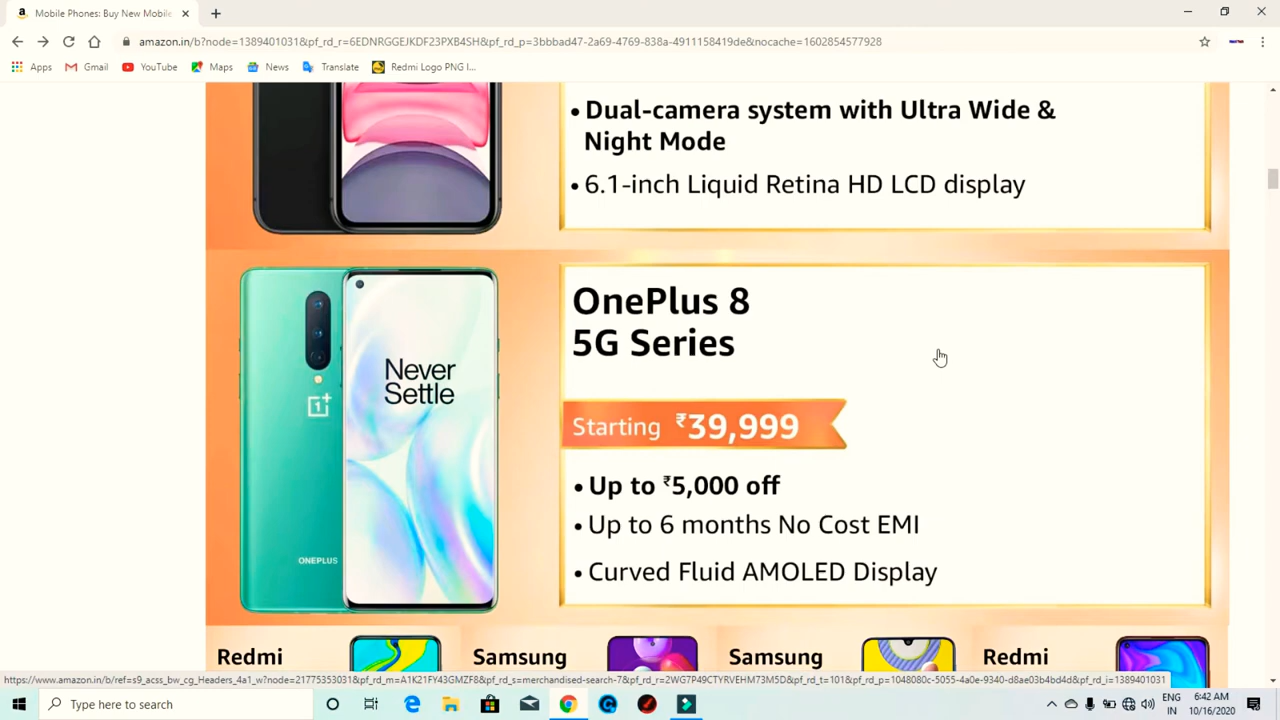 Mobile Phones: Buy New Mobile
amazon.in/b?node=1389401031&pf_rd_r=6EDNRGGEJKDF23PXB4SH&pf_rd_p=3bbbad47-2a69-4769-838a-4911158419de&nocache=1602854577928
Apps Gmail YouTube Maps News Translate Redmi Logo PNG I...
• Dual-camera system with Ultra Wide &
Night Mode
• 6.1-inch Liquid Retina HD LCD display
OnePlus 8
5G Series
Never
Settle
Starting ₹39,999
• Up to ₹5,000 off
• Up to 6 months No Cost EMI
ONEPLUS
• Curved Fluid AMOLED Display
Redmi Samsung Samsung Redmi
https://www.amazon.in/b/ref=s9_acss_bw_cg_Headers_4a1_w?node=21775353031&pf_rd_m=A1K21FY43GMZF8&pf_rd_s=merchandised-search-7&pf_rd_r=2WG7P49CTYRVEHM73M5D&pf_rd_t=101&pf_rd_p=1048080c-5055-4a0e-9340-d8ae03b4bd4d&pf_rd_i=1389401031
Type here to search
ENG 6:42 AM
IN 10/16/2020